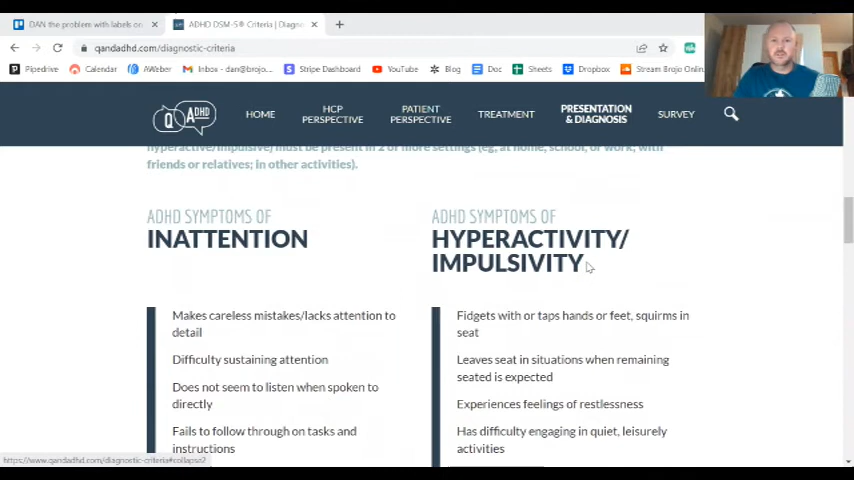 DAN the problem with labels or
ADHD DSM-5® Criteria | Diagno
qandadhd.com/diagnostic-criteria
Pipedrive
Calendar
AWeber
Inbox - dan@brojo...
Stripe Dashboard
YouTube
Blog
Doc
Sheets
Dropbox
Stream Brojo Onlin
Q
ADHD
HOME
HCP
PERSPECTIVE
PATIENT
PERSPECTIVE
TREATMENT
PRESENTATION
& DIAGNOSIS
SURVEY
hyperactive/impulsive) must be present in 2 or more settings (eg, at home, school, or work; with
friends or relatives; in other activities).
ADHD SYMPTOMS OF
INATTENTION
Makes careless mistakes/lacks attention to
detail
Difficulty sustaining attention
Does not seem to listen when spoken to
directly
Fails to follow through on tasks and
instructions
ADHD SYMPTOMS OF
HYPERACTIVITY/
IMPULSIVITY
Fidgets with or taps hands or feet, squirms in
seat
Leaves seat in situations when remaining
seated is expected
Experiences feelings of restlessness
Has difficulty engaging in quiet, leisurely
activities
https://www.qandadhd.com/diagnostic-criteria#collapse2